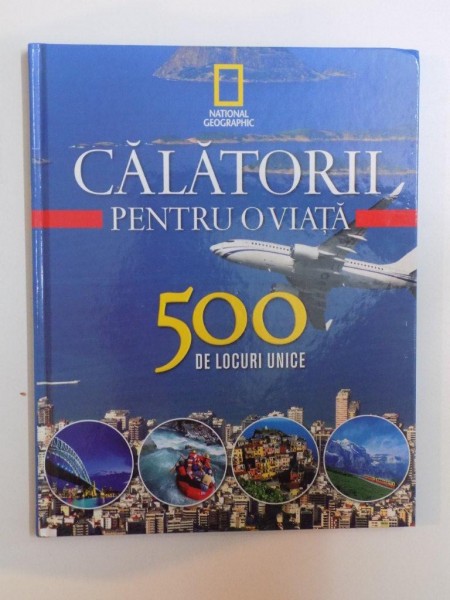 NATIONAL
GEOGRAPHIC
CĂLĂTORII
PENTRU O VIAȚĂ
500
DE LOCURI UNICE